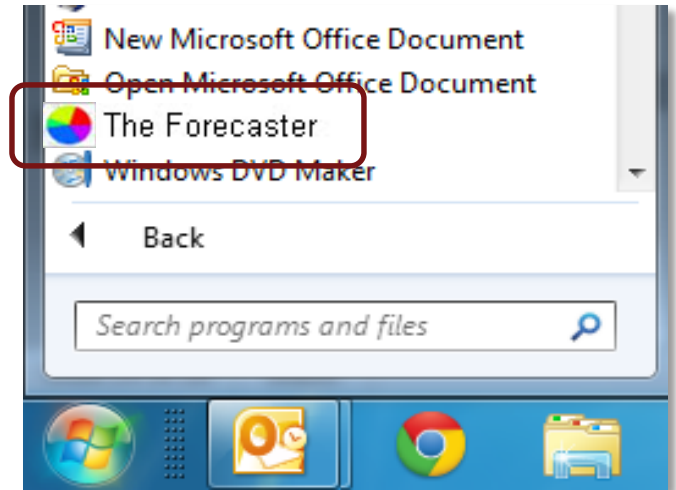 New Microsoft Office Document
Open Microsoft Office Document
The Forecaster
Windows DVD Maker
Back
Search programs and files